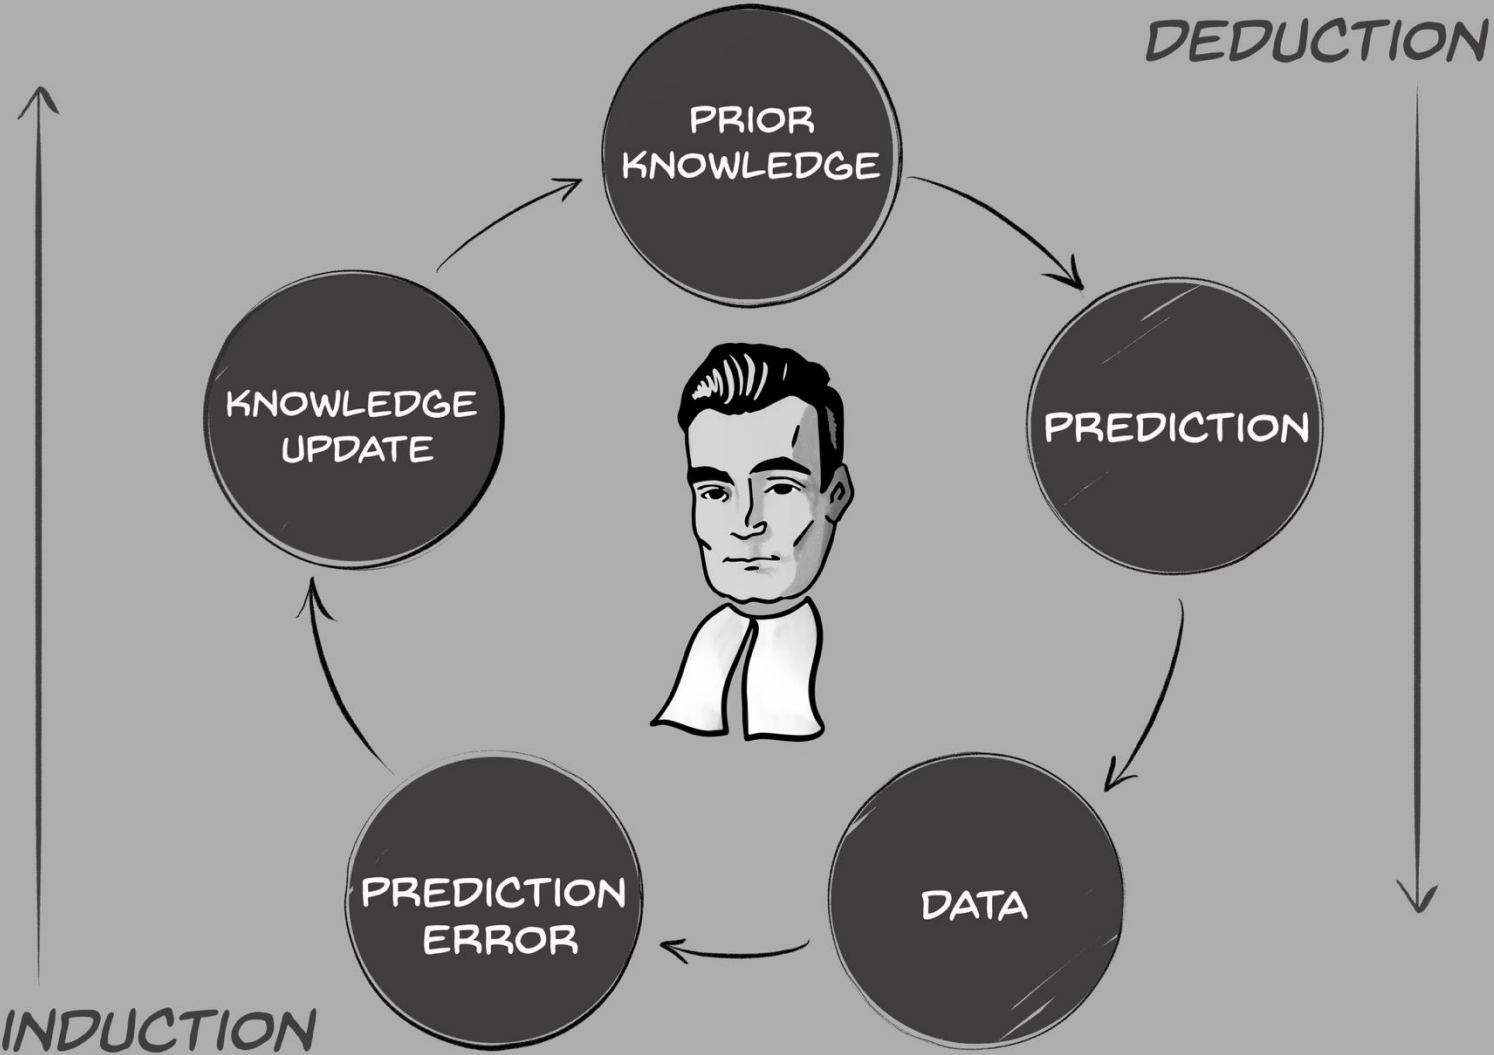 DEDUCTION
PRIOR
KNOWLEDGE
PREDICTION
DATA
PREDICTION
ERROR
KNOWLEDGE
UPDATE
INDUCTION